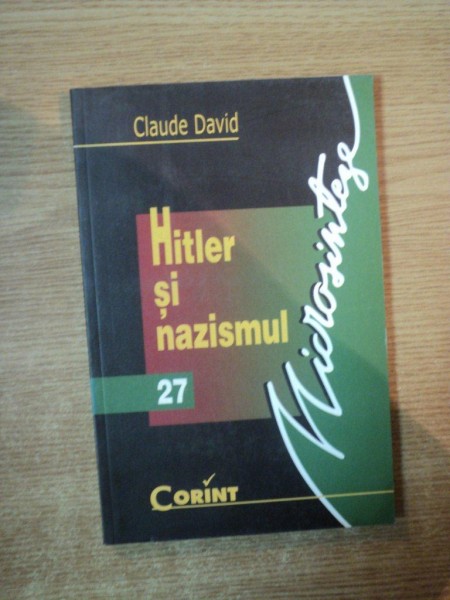 Claude David
Hitler
și
nazismul
27
Microsinteze
CORINT